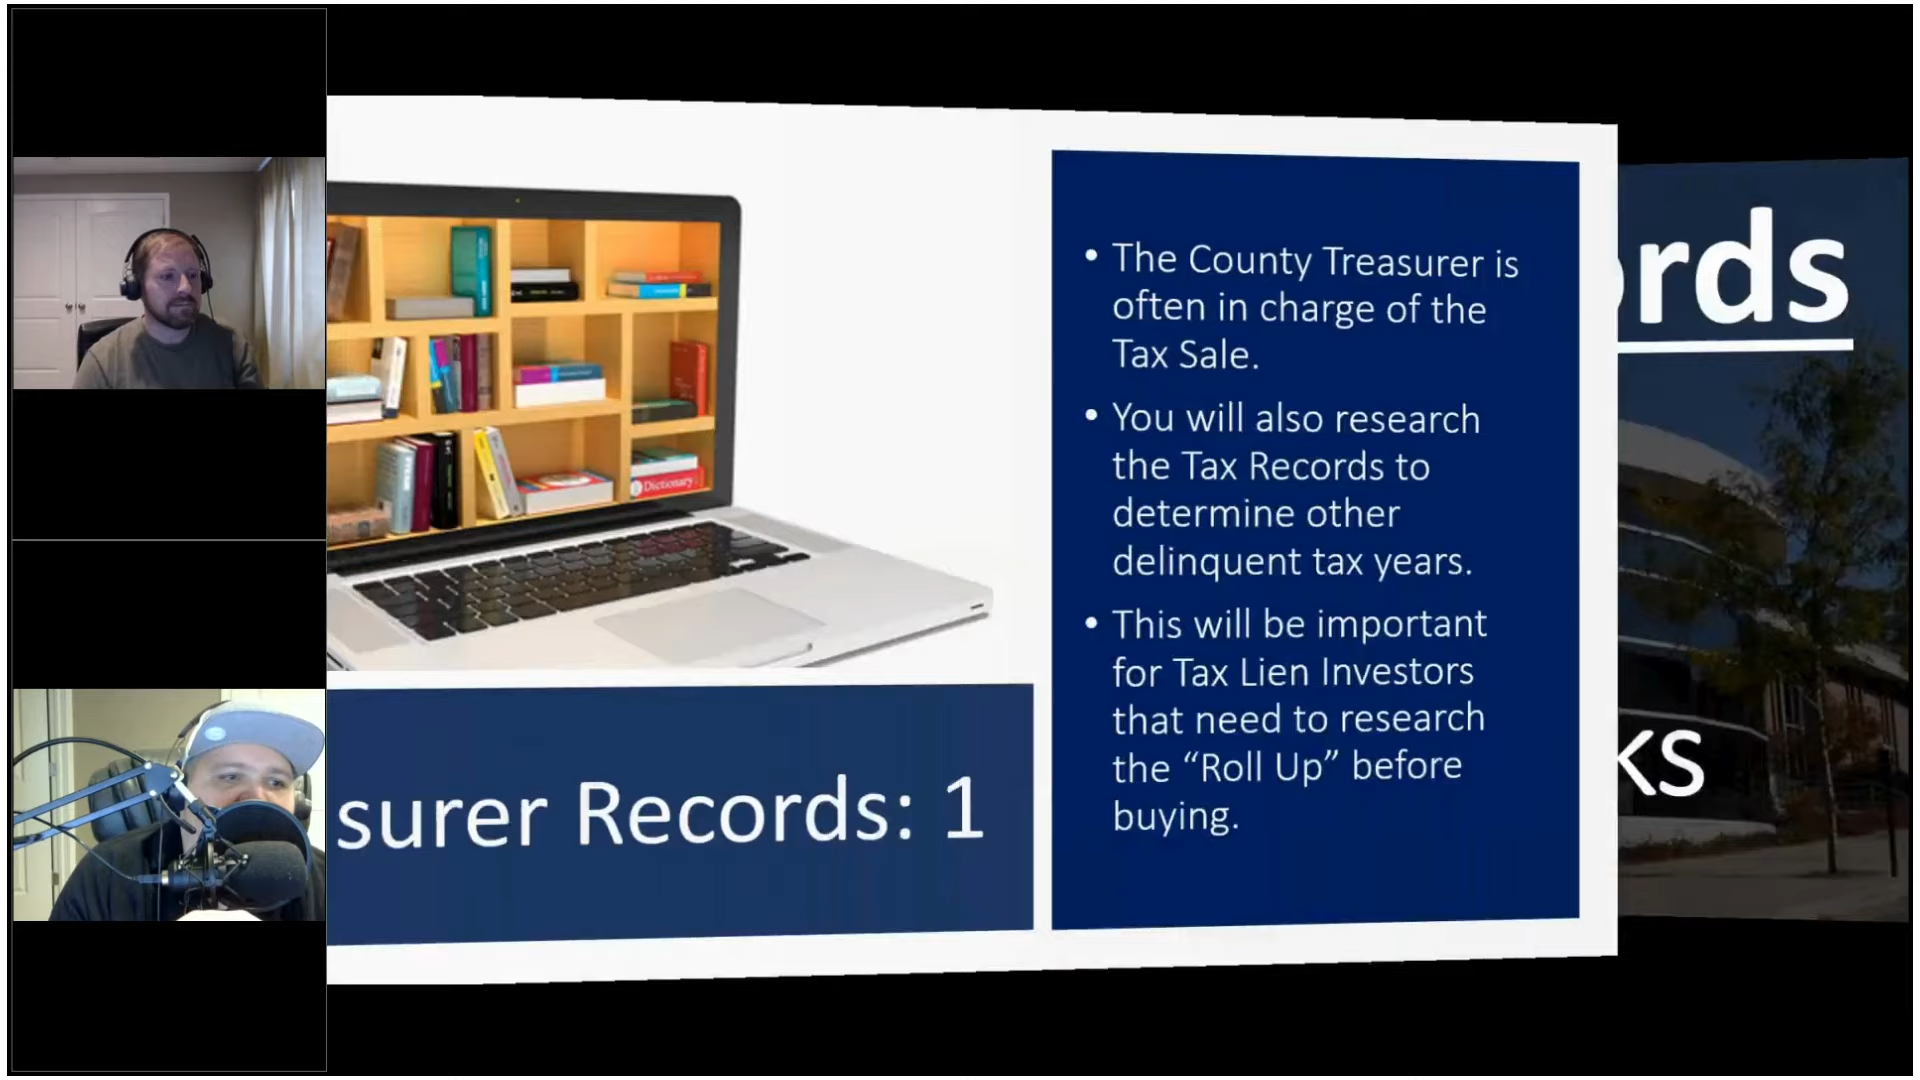 • The County Treasurer is
often in charge of the
Tax Sale.
• You will also research
the Tax Records to
determine other
delinquent tax years.
• This will be important
for Tax Lien Investors
that need to research
the “Roll Up” before
buying.
surer Records: 1
Dictionary
rds
KS